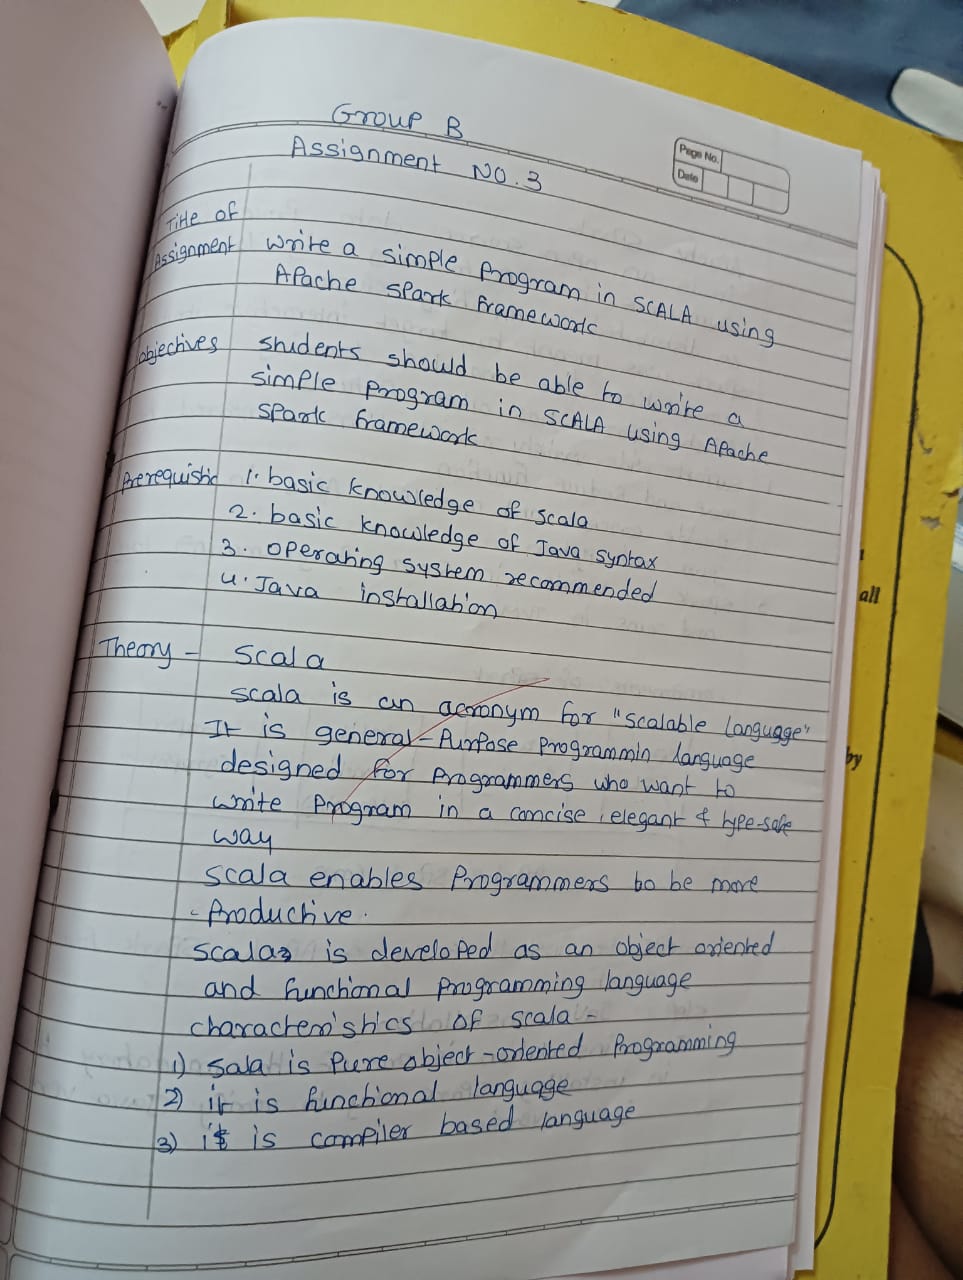 Group B
Assignment No. 3
Page No.
Date
Title of
Assignment Write a simple Program in SCALA using
Apache Spark Framework
objectives students should be able to write a
simple program in SCALA using Apache
Spark framework
Prerequistic 1. basic knowledge of scala
2. basic knowledge of Java syntax
3. operating system recommended
4. Java installation
Theory - Scala
scala is an acronym for "scalable language"
It is general-Purpose Programmin language
designed for programmers who want to
write Program in a concise, elegant & type-safe
way
Scala enables Programmers to be more
Productive.
Scala is developed as an object oriented
and functional programming language
characteristics of scala -
1) sala is Pure object-oriented Programming
2) it is functional language
3) it is compiler based language
all
by